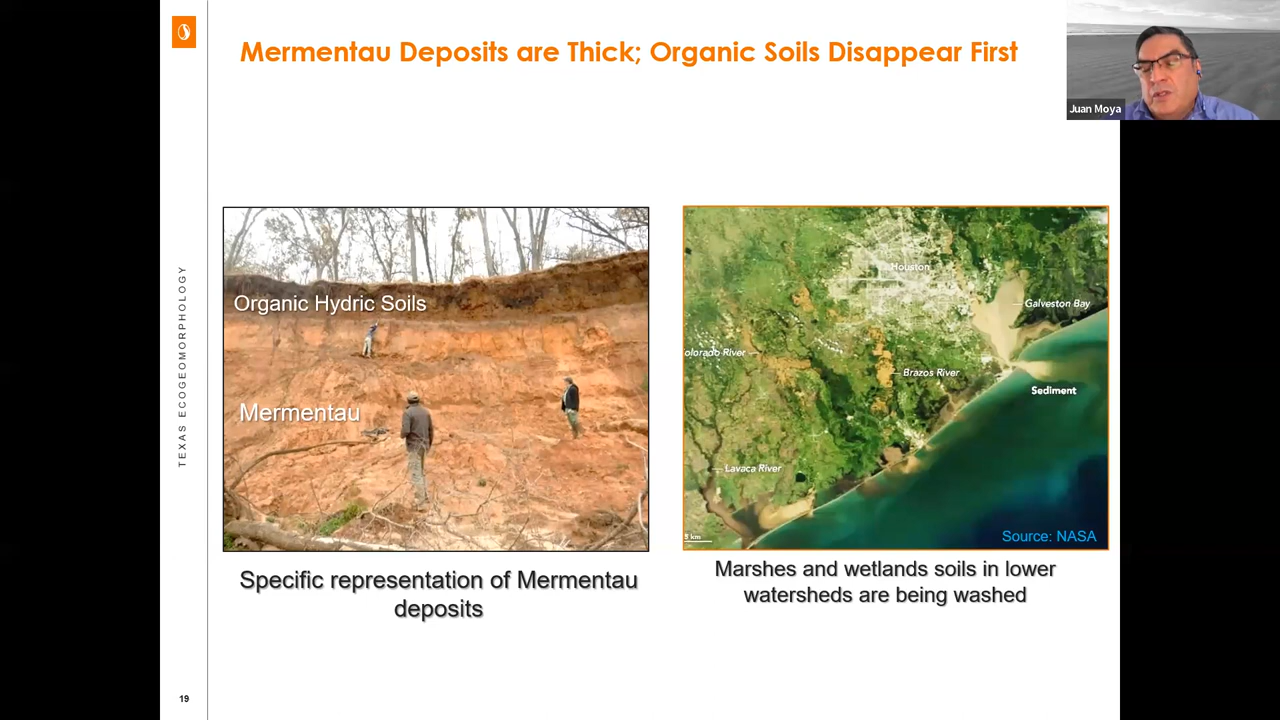 Mermentau Deposits are Thick; Organic Soils Disappear First
Juan Moya
TEXAS ECOGEOMORPHOLOGY
Organic Hydric Soils
Mermentau
Specific representation of Mermentau
deposits
Houston
Galveston Bay
olorado River
Brazos River
Sediment
Lavaca River
km
Source: NASA
Marshes and wetlands soils in lower
watersheds are being washed
19